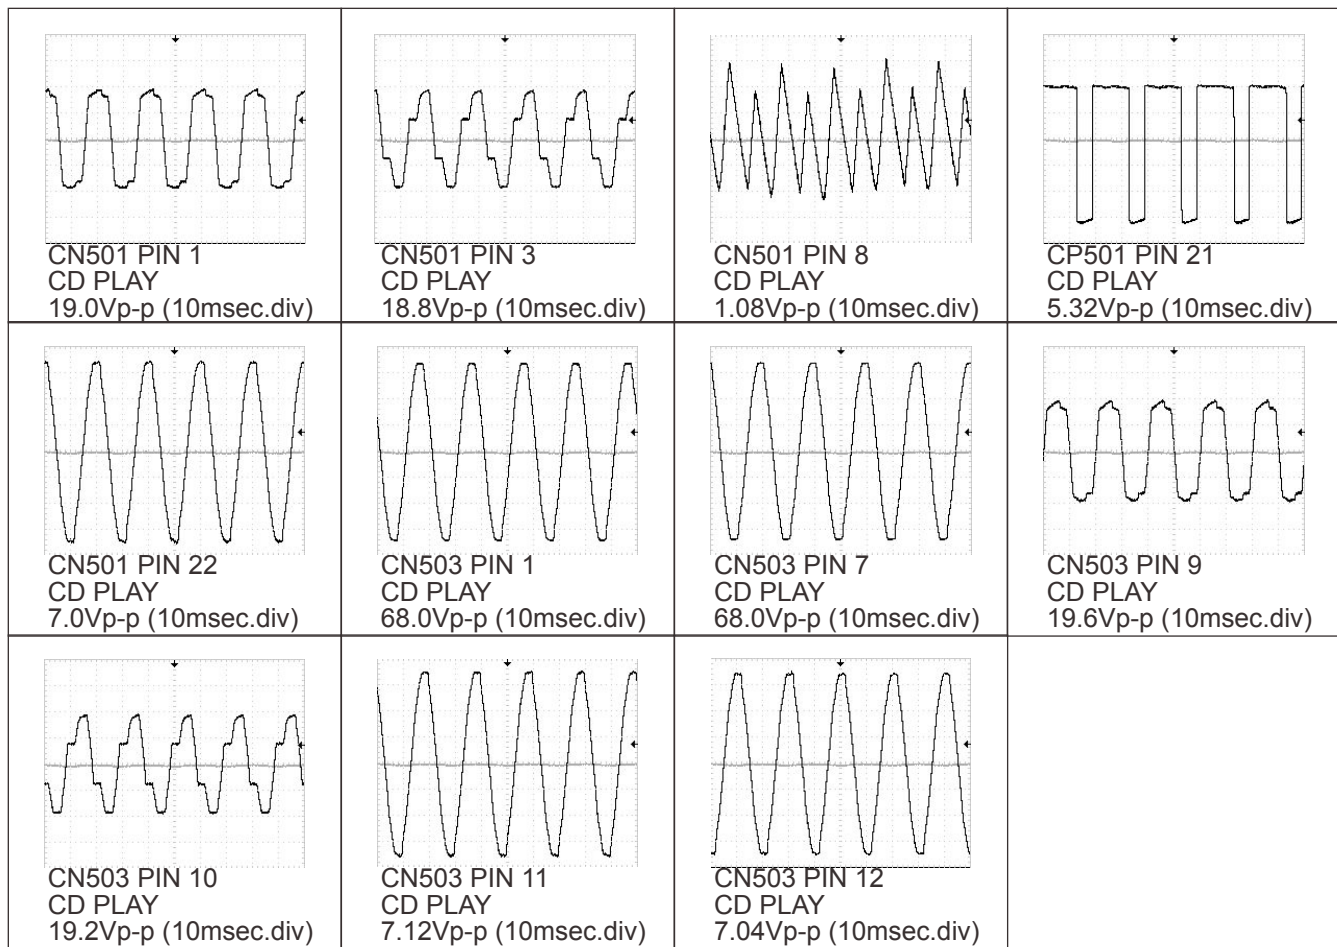 CN501 PIN 1
CD PLAY
19.0Vp-p (10msec.div)
CN501 PIN 3
CD PLAY
18.8Vp-p (10msec.div)
CN501 PIN 8
CD PLAY
1.08Vp-p (10msec.div)
CP501 PIN 21
CD PLAY
5.32Vp-p (10msec.div)
CN501 PIN 22
CD PLAY
7.0Vp-p (10msec.div)
CN503 PIN 1
CD PLAY
68.0Vp-p (10msec.div)
CN503 PIN 7
CD PLAY
68.0Vp-p (10msec.div)
CN503 PIN 9
CD PLAY
19.6Vp-p (10msec.div)
CN503 PIN 10
CD PLAY
19.2Vp-p (10msec.div)
CN503 PIN 11
CD PLAY
7.12Vp-p (10msec.div)
CN503 PIN 12
CD PLAY
7.04Vp-p (10msec.div)